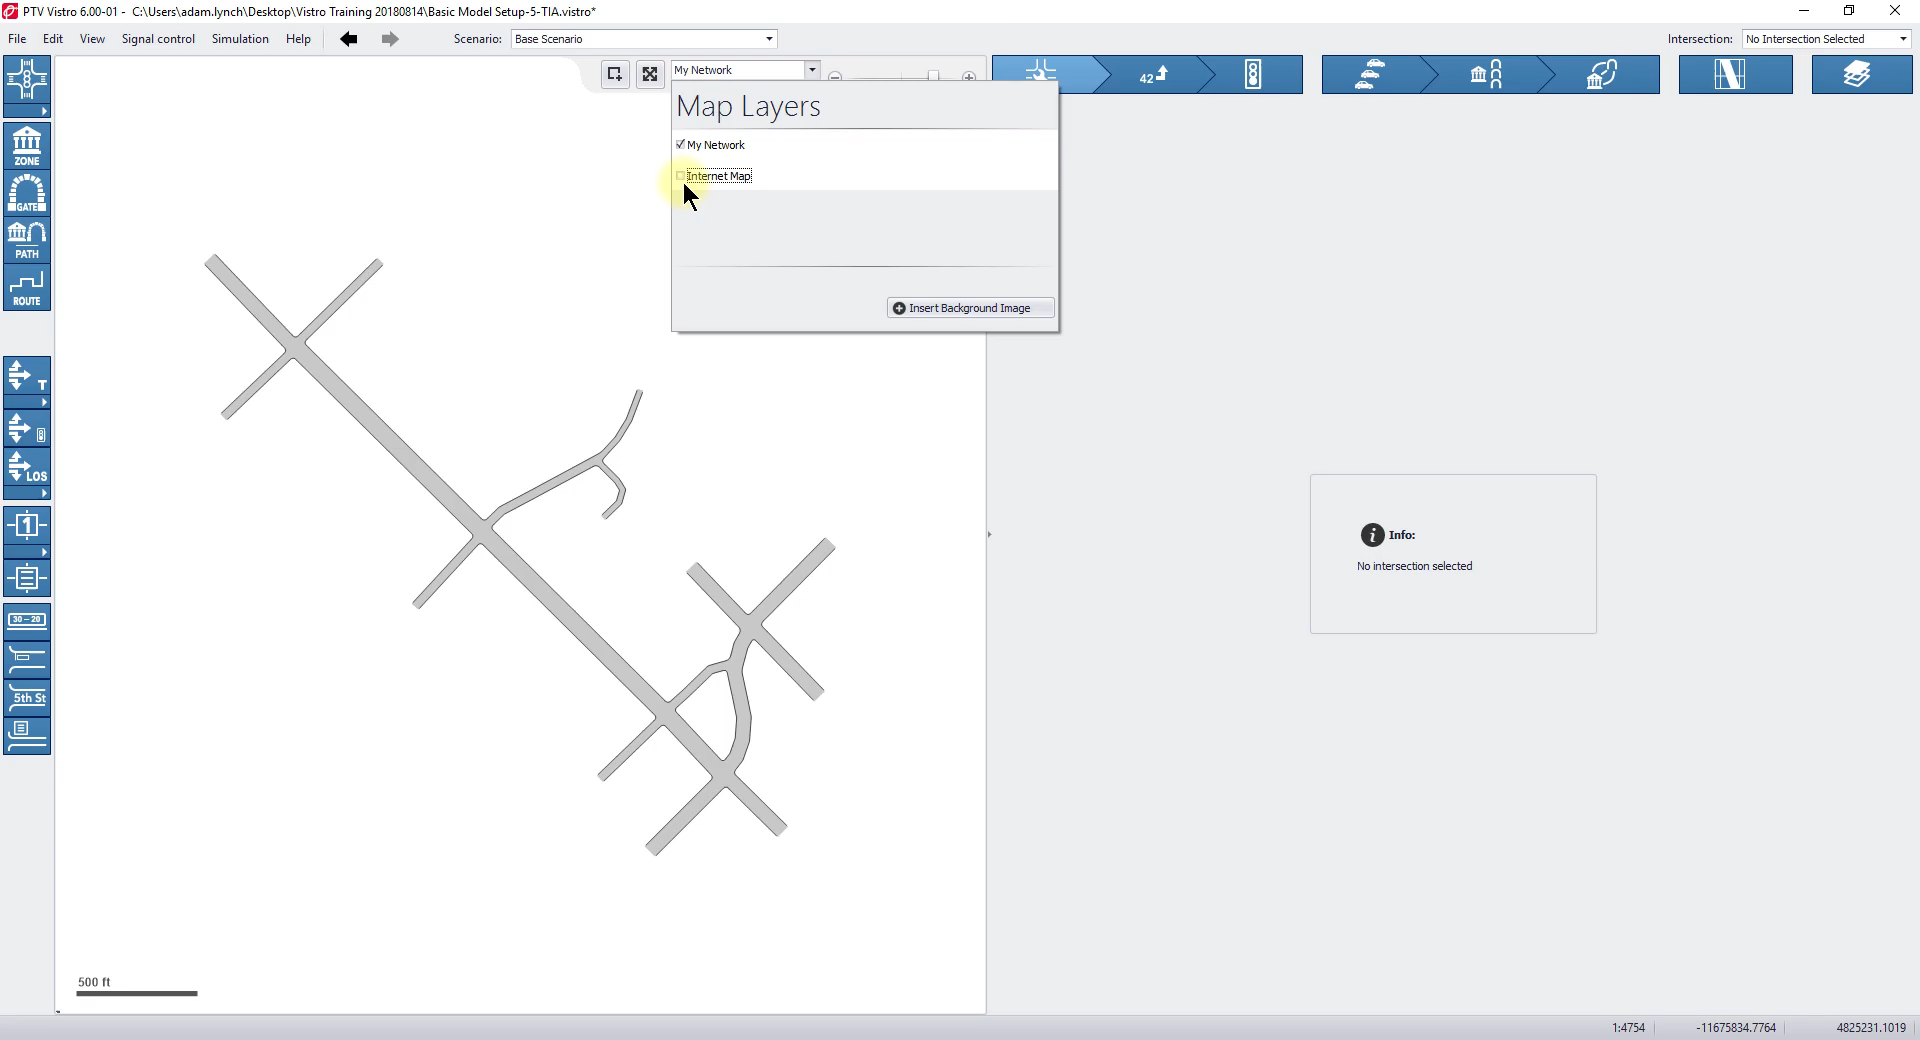 PTV Vistro 6.00-01 - C:\Users\adam.lynch\Desktop\Vistro Training 20180814\Basic Model Setup-5-TIA.vistro*
File Edit View Signal control Simulation Help Scenario: Base Scenario Intersection: No Intersection Selected
My Network
42
Map Layers
My Network
Internet Map
Insert Background Image
ZONE
GATE
PATH
ROUTE
T
LOS
1
30 – 20
5th St
Info:
No intersection selected
500 ft
1:4754 -11675834.7764 4825231.1019